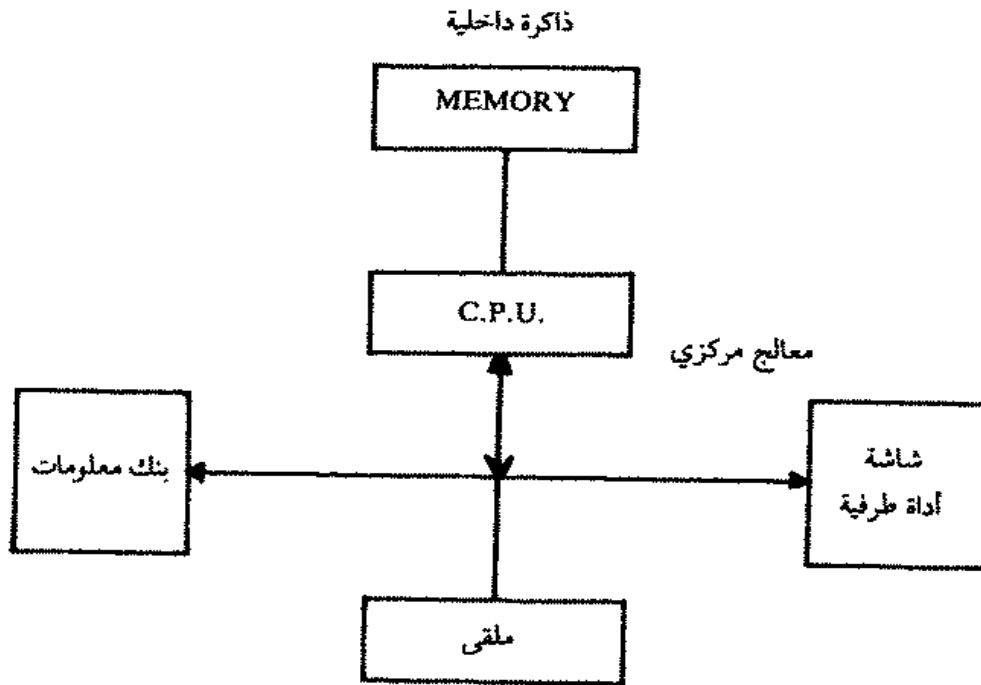 ذاكرة داخلية
MEMORY
C.P.U.
معالج مركزي
شاشة
أداة طرفية
بنك معلومات
ملقى